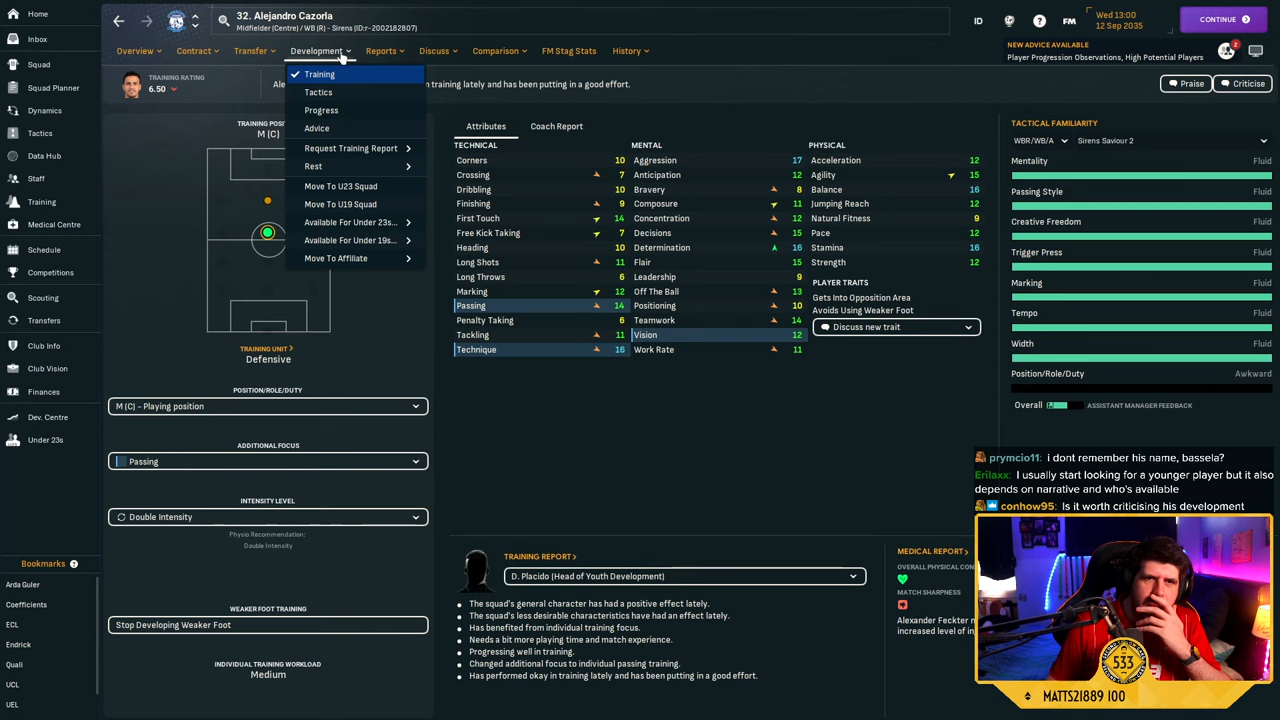 32. Alejandro Cazorla
Midfielder (Centre) / WB (R) - Sirens (ID:r-2002182807)
ID
FM
Wed 13:00
12 Sep 2035
CONTINUE
Home
Inbox
Squad
Squad Planner
Dynamics
Tactics
Data Hub
Staff
Training
Medical Centre
Schedule
Competitions
Scouting
Transfers
Club Info
Club Vision
Finances
Dev. Centre
Under 23s
Bookmarks
Arda Guler
Coefficients
ECL
Endrick
Quali
UCL
UEL
Overview
Contract
Transfer
Development
Reports
Discuss
Comparison
FM Stag Stats
History
NEW ADVICE AVAILABLE
Player Progression Observations, High Potential Players
2
TRAINING RATING
6.50
n training lately and has been putting in a good effort.
Praise
Criticise
Training
Tactics
Progress
Advice
Request Training Report
Rest
Move To U23 Squad
Move To U19 Squad
Available For Under 23s...
Available For Under 19s...
Move To Affiliate
M (C)
TRAINING UNIT
Defensive
POSITION/ROLE/DUTY
M (C) - Playing position
ADDITIONAL FOCUS
Passing
INTENSITY LEVEL
Double Intensity
Physio Recommendation:
Double Intensity
WEAKER FOOT TRAINING
Stop Developing Weaker Foot
INDIVIDUAL TRAINING WORKLOAD
Medium
Attributes
Coach Report
TECHNICAL
Corners 10
Crossing 7
Dribbling 10
Finishing 9
First Touch 14
Free Kick Taking 7
Heading 10
Long Shots 11
Long Throws 6
Marking 12
Passing 14
Penalty Taking 6
Tackling 11
Technique 16
MENTAL
Aggression 17
Anticipation 12
Bravery 8
Composure 11
Concentration 12
Decisions 15
Determination 16
Flair 15
Leadership 9
Off The Ball 13
Positioning 10
Teamwork 14
Vision 12
Work Rate 11
PHYSICAL
Acceleration 12
Agility 15
Balance 16
Jumping Reach 12
Natural Fitness 9
Pace 12
Stamina 16
Strength 12
PLAYER TRAITS
Gets Into Opposition Area
Avoids Using Weaker Foot
Discuss new trait
TRAINING REPORT
D. Placido (Head of Youth Development)
The squad's general character has had a positive effect lately.
The squad's less desirable characteristics have had an effect lately.
Has benefited from individual training focus.
Needs a bit more playing time and match experience.
Progressing well in training.
Changed additional focus to individual passing training.
Has performed okay in training lately and has been putting in a good effort.
MEDICAL REPORT
OVERALL PHYSICAL CON
MATCH SHARPNESS
Alexander Feckter
increased level of in
TACTICAL FAMILIARITY
WBR/WB/A
Sirens Saviour 2
Mentality Fluid
Passing Style Fluid
Creative Freedom Fluid
Trigger Press Fluid
Marking Fluid
Tempo Fluid
Width Fluid
Position/Role/Duty Awkward
Overall
ASSISTANT MANAGER FEEDBACK
prymcio11: i dont remember his name, bassela?
Erilaxx: I usually start looking for a younger player but it also
depends on narrative and who's available
conhow95: Is it worth criticising his development
533
MATTS21889 100